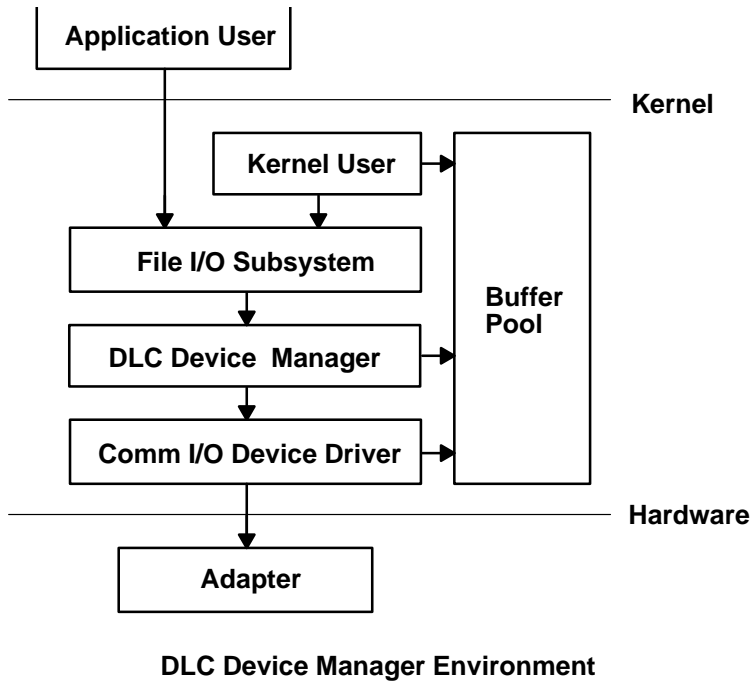 Application User
Kernel
Kernel User
File I/O Subsystem
Buffer
Pool
DLC Device Manager
Comm I/O Device Driver
Hardware
Adapter
DLC Device Manager Environment